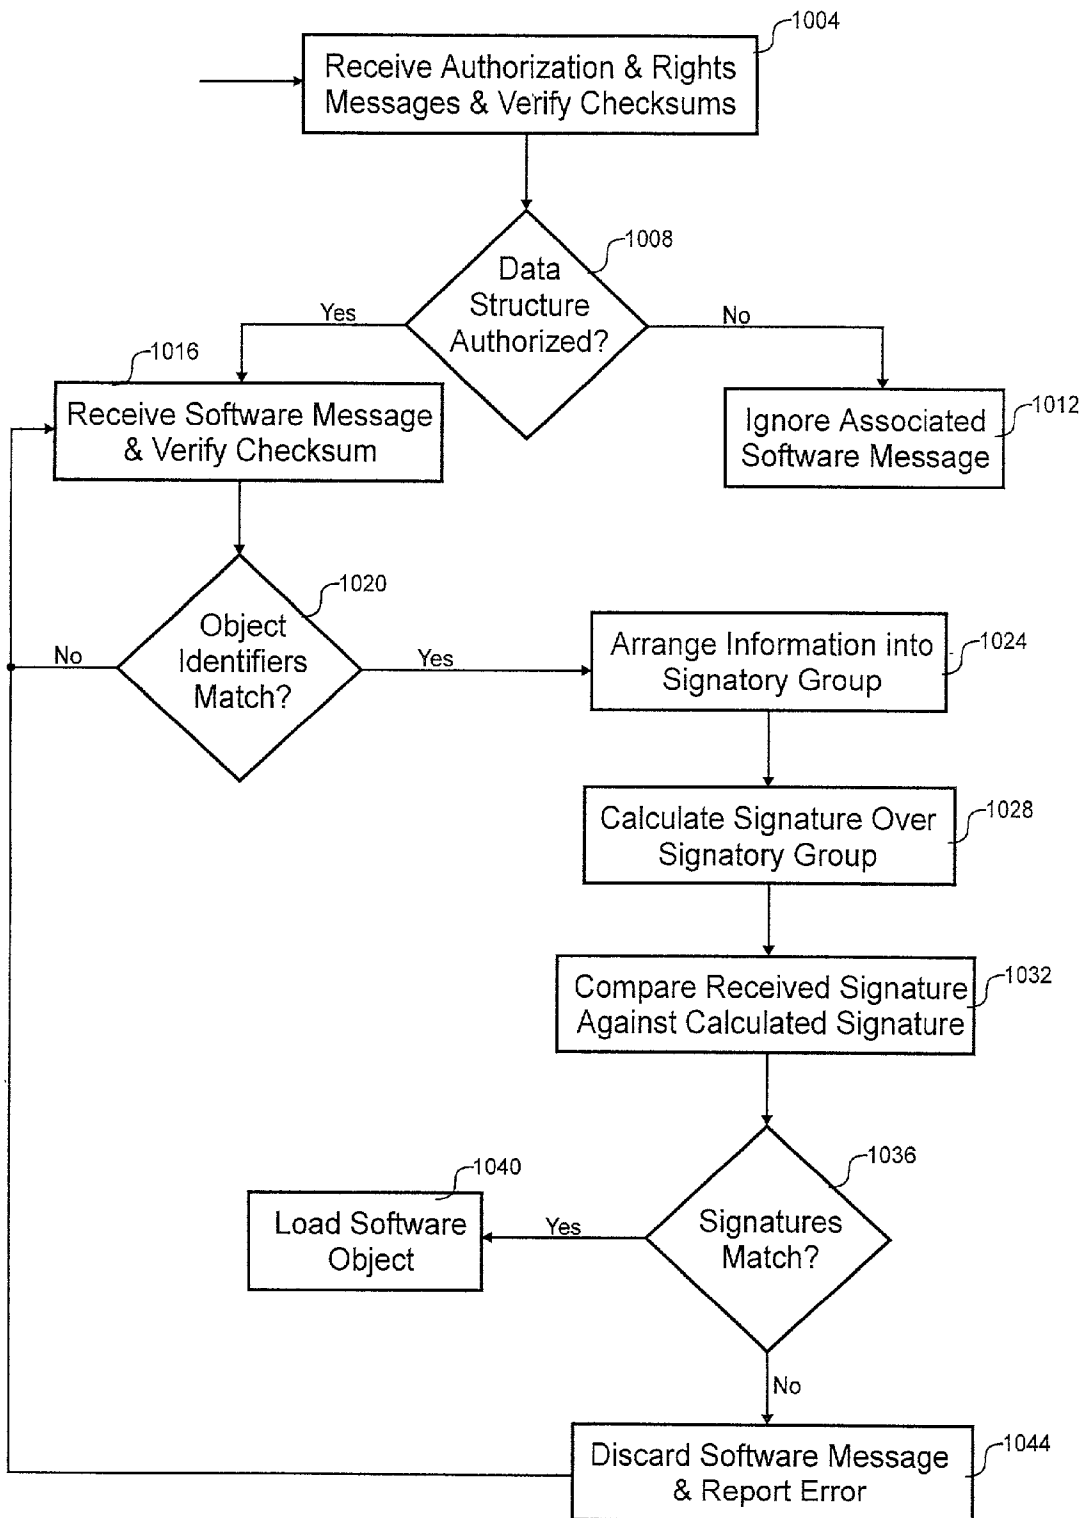 1004
Receive Authorization & Rights
Messages & Verify Checksums
1008
Data
Structure
Authorized?
Yes
No
1016
Receive Software Message
& Verify Checksum
1012
Ignore Associated
Software Message
1020
Object
Identifiers
Match?
No
Yes
1024
Arrange Information into
Signatory Group
1028
Calculate Signature Over
Signatory Group
1032
Compare Received Signature
Against Calculated Signature
1036
Signatures
Match?
1040
Load Software
Object
Yes
No
1044
Discard Software Message
& Report Error